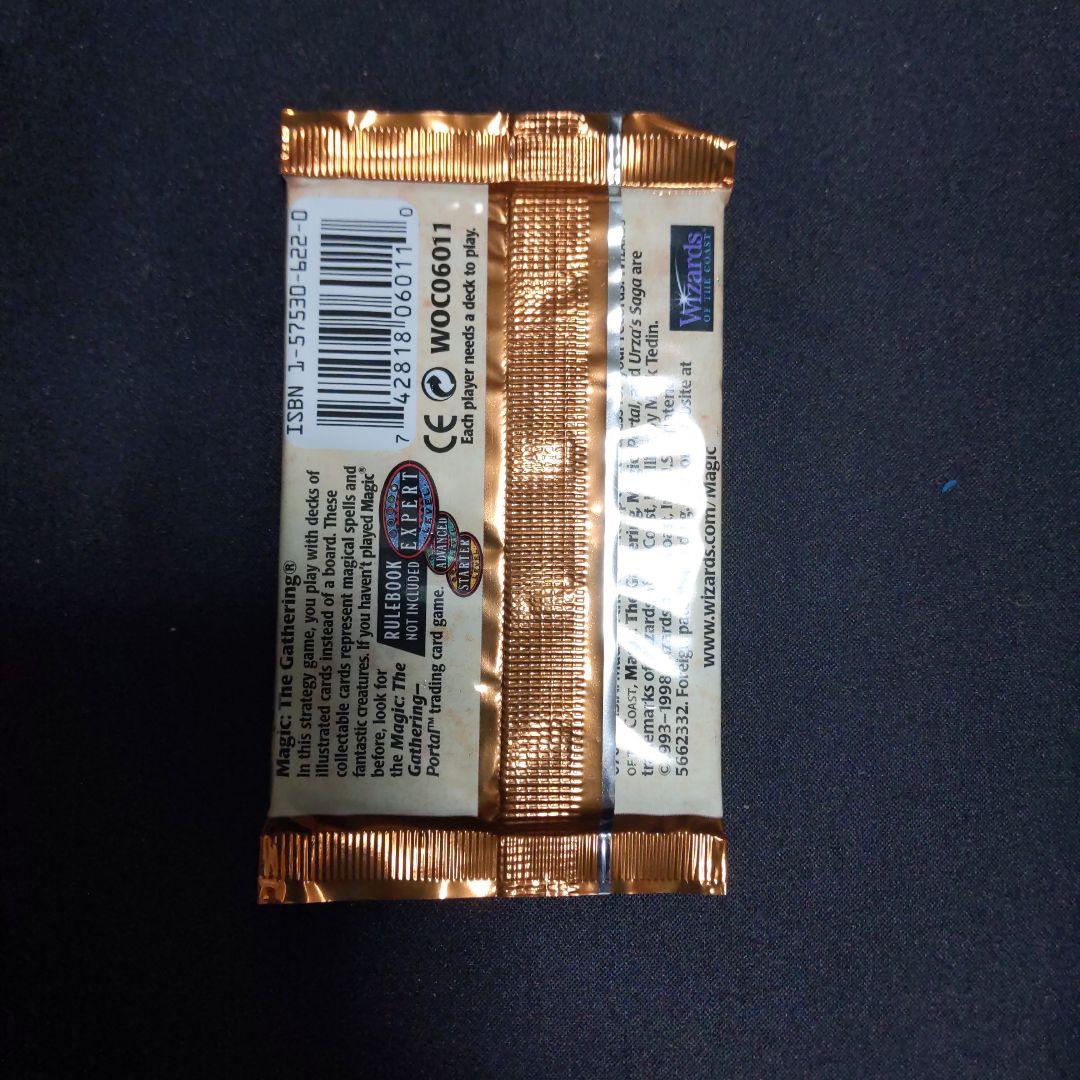 ISBN 1-57530-622-0
7 42818 06011 0
CE WOC06011
Each player needs a deck to play.
Magic: The Gathering®
In this strategy game, you play with decks of
illustrated cards instead of a board. These
collectable cards represent magical spells and
fantastic creatures. If you haven't played Magic®
before, look for
the Magic: The
Gathering–
Portal™ trading card game.
RULEBOOK
NOT INCLUDED
EXPERT
LEVEL
ADVANCED
STARTER
Wizards
OF THE COAST®
COAST, The
Urza's Saga are
of
Tedin.
©1993–1998
5662332.
at
www.wizards.com/Magic